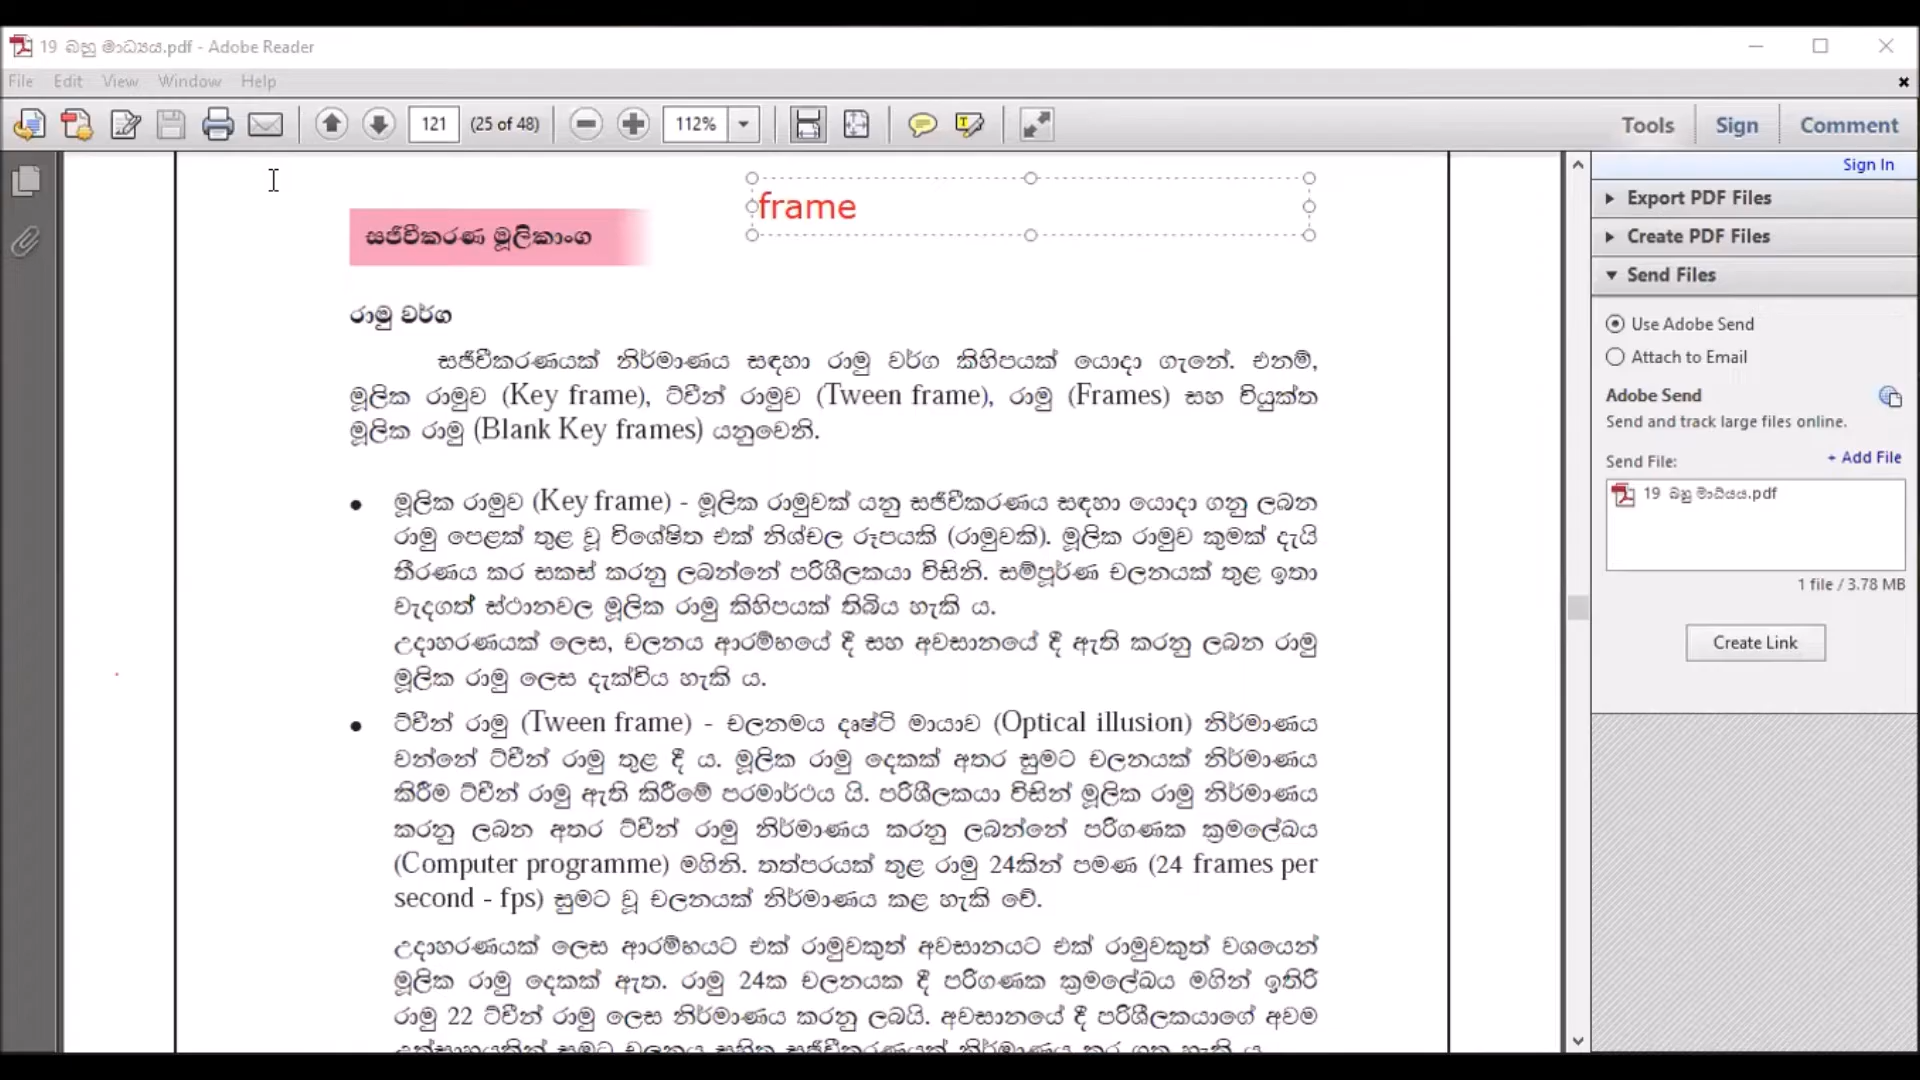 19 බහු මාධ්‍යය.pdf - Adobe Reader
File Edit View Window Help
121 (25 of 48) 112% Tools Sign Comment
Sign In
frame
Export PDF Files
සජීවීකරණ මූලිකාංග
Create PDF Files
Send Files
රාමු වර්ග
Use Adobe Send
සජීවීකරණයක් නිර්මාණය සඳහා රාමු වර්ග කිහිපයක් යොදා ගැනේ. එනම්,
Attach to Email
මූලික රාමුව (Key frame), ට්වීන් රාමුව (Tween frame), රාමු (Frames) සහ වියුක්ත
Adobe Send
Send and track large files online.
මූලික රාමු (Blank Key frames) යනුවෙනි.
Send File: + Add File
19 බහු මාධ්‍යය.pdf
• මූලික රාමුව (Key frame) - මූලික රාමුවක් යනු සජීවීකරණය සඳහා යොදා ගනු ලබන
රාමු පෙළක් තුළ වූ විශේෂිත එක් නිශ්චල රූපයකි (රාමුවකි). මූලික රාමුව කුමක් දැයි
තීරණය කර සකස් කරනු ලබන්නේ පරිශීලකයා විසිනි. සම්පූර්ණ චලනයක් තුළ ඉතා
1 file / 3.78 MB
වැදගත් ස්ථානවල මූලික රාමු කිහිපයක් තිබිය හැකි ය.
උදාහරණයක් ලෙස, චලනය ආරම්භයේ දී සහ අවසානයේ දී ඇති කරනු ලබන රාමු
Create Link
මූලික රාමු ලෙස දැක්විය හැකි ය.
• ට්වීන් රාමු (Tween frame) - චලනමය දෘෂ්ටි මායාව (Optical illusion) නිර්මාණය
වන්නේ ට්වීන් රාමු තුළ දී ය. මූලික රාමු දෙකක් අතර සුමට චලනයක් නිර්මාණය
කිරීම ට්වීන් රාමු ඇති කිරීමේ පරමාර්ථය යි. පරිශීලකයා විසින් මූලික රාමු නිර්මාණය
කරනු ලබන අතර ට්වීන් රාමු නිර්මාණය කරනු ලබන්නේ පරිගණක ක්‍රමලේඛය
(Computer programme) මගිනි. තත්පරයක් තුළ රාමු 24කින් පමණ (24 frames per
second - fps) සුමට වූ චලනයක් නිර්මාණය කළ හැකි වේ.
උදාහරණයක් ලෙස ආරම්භයට එක් රාමුවකුත් අවසානයට එක් රාමුවකුත් වශයෙන්
මූලික රාමු දෙකක් ඇත. රාමු 24ක චලනයක දී පරිගණක ක්‍රමලේඛය මගින් ඉතිරි
රාමු 22 ට්වීන් රාමු ලෙස නිර්මාණය කරනු ලබයි. අවසානයේ දී පරිශීලකයාගේ අවම
උත්සාහයකින් සුමට චලනය සහිත සජීවීකරණයක් නිර්මාණය කර ගත හැකි ය.